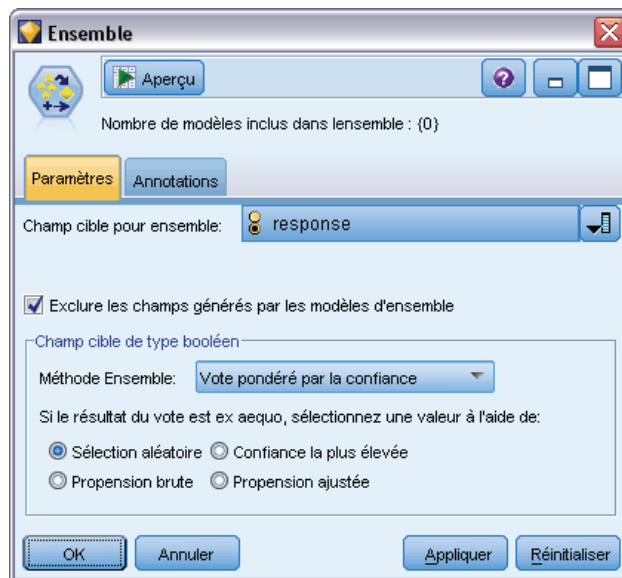 Ensemble
Aperçu
Nombre de modèles inclus dans lensemble : {0}
Paramètres
Annotations
Champ cible pour ensemble: response
Exclure les champs générés par les modèles d'ensemble
Champ cible de type booléen
Méthode Ensemble: Vote pondéré par la confiance
Si le résultat du vote est ex aequo, sélectionnez une valeur à l'aide de:
Sélection aléatoire Confiance la plus élevée
Propension brute Propension ajustée
OK Annuler Appliquer Réinitialiser